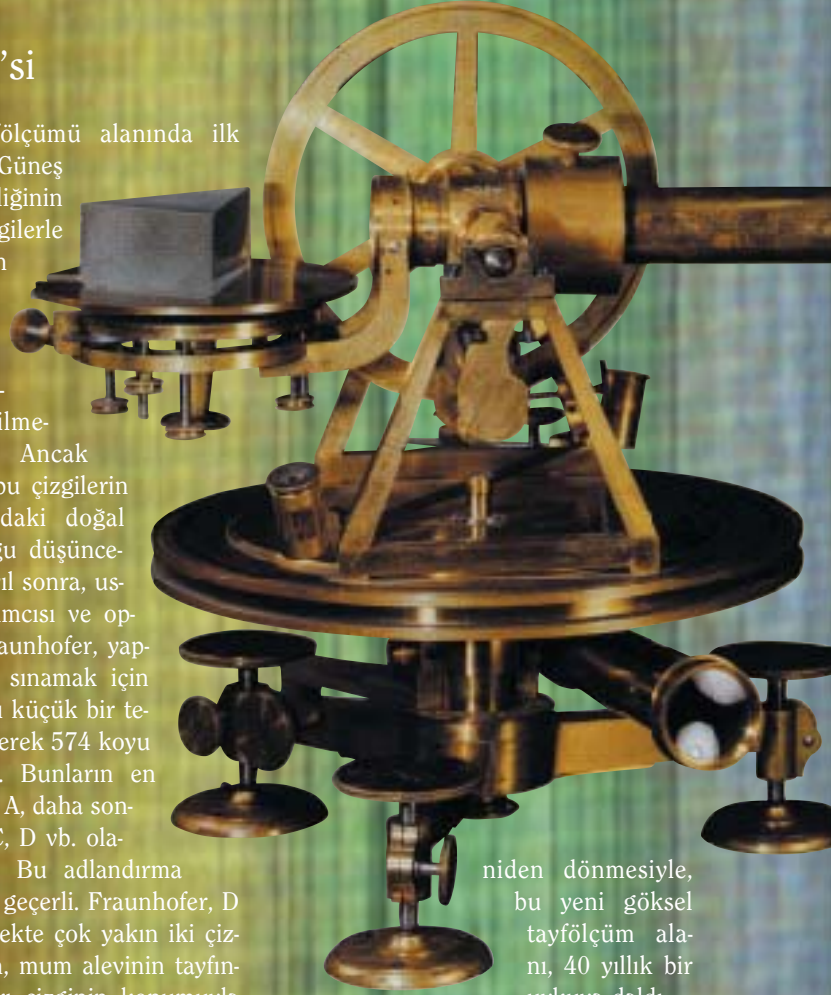 ’si
ölçümü alanında ilk
Güneş
liğinin
gilerle
n
-
ilme-
Ancak
bu çizgilerin
daki doğal
ğu düşünce-
ıl sonra, us-
ımcısı ve op-
raunhofer, yap-
sınamak için
ı küçük bir te-
erek 574 koyu
. Bunların en
A, daha son-
C, D vb. ola-
Bu adlandırma
geçerli. Fraunhofer, D
ekte çok yakın iki çiz-
n, mum alevinin tayfın-
niden dönmesiyle,
bu yeni göksel
tayfölçüm ala-
nı, 40 yıllık bir